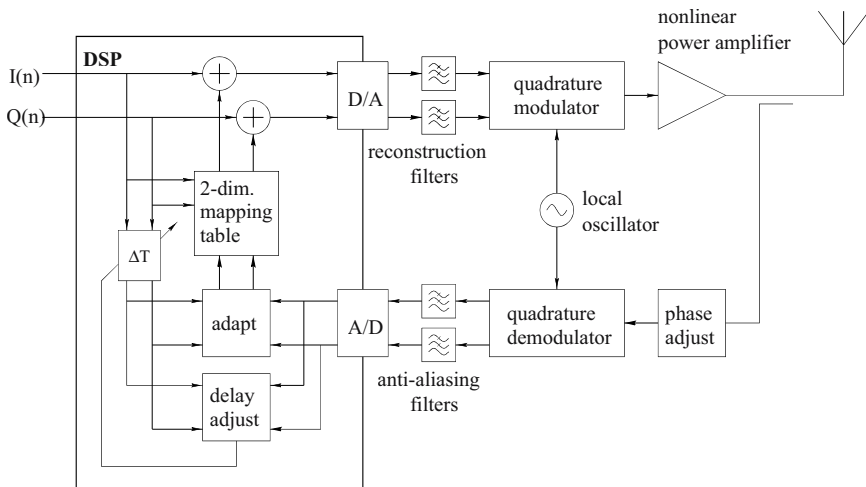 nonlinear
power amplifier
DSP
I(n)
Q(n)
D/A
quadrature
modulator
reconstruction
filters
2-dim.
mapping
table
local
oscillator
ΔT
adapt
A/D
quadrature
demodulator
phase
adjust
anti-aliasing
filters
delay
adjust